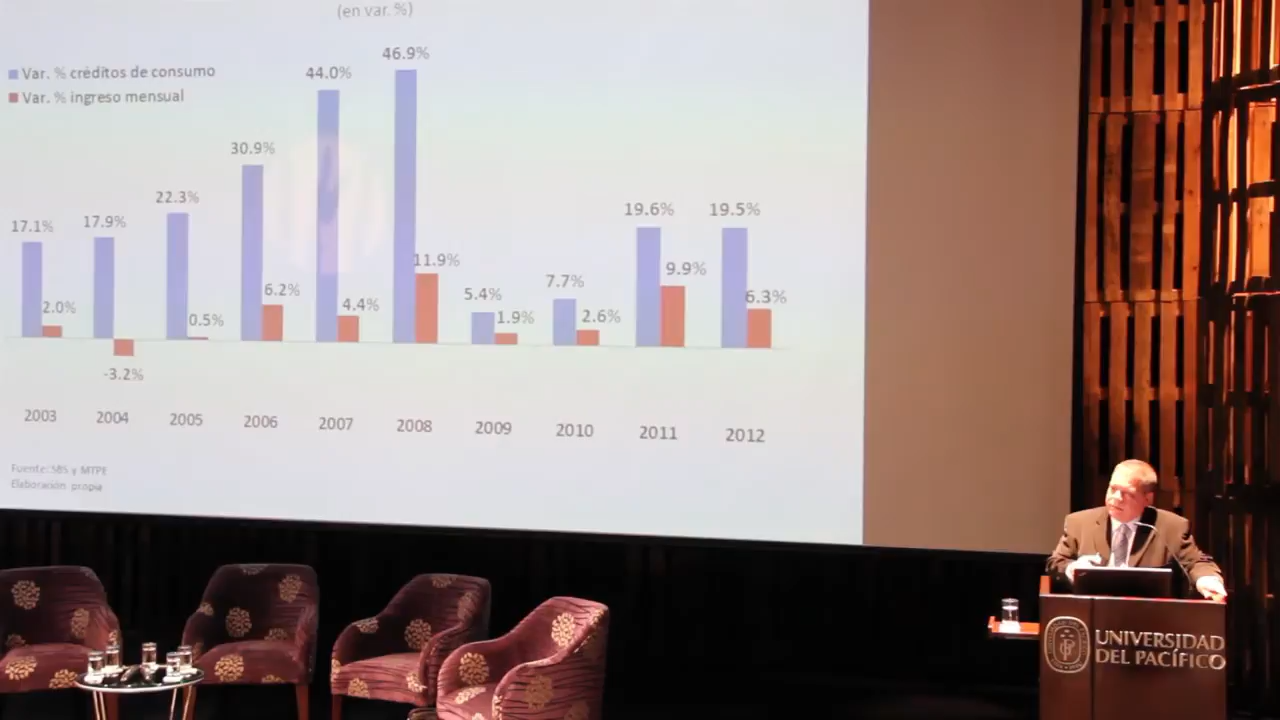 (en var. %)
Var. % créditos de consumo
Var. % ingreso mensual
17.1%
2.0%
17.9%
-3.2%
22.3%
0.5%
30.9%
6.2%
44.0%
4.4%
46.9%
11.9%
5.4%
1.9%
7.7%
2.6%
19.6%
9.9%
19.5%
6.3%
2003 2004 2005 2006 2007 2008 2009 2010 2011 2012
Fuente: SBS y MTPE
Elaboración: propia
UNIVERSIDAD
DEL PACÍFICO